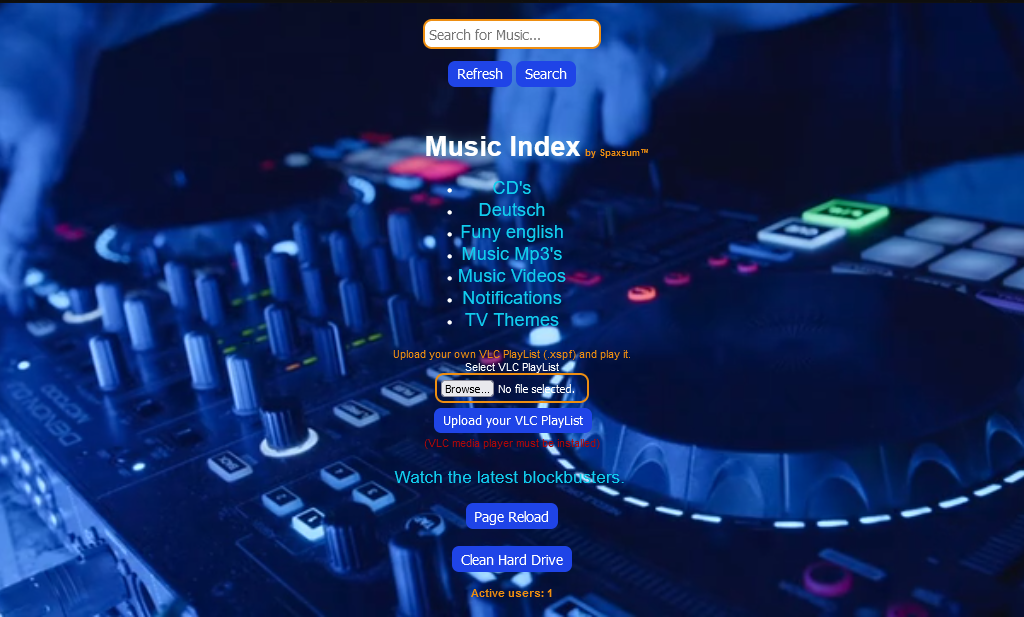 Search for Music...
Refresh Search
Music Index by Spaxsum™
CD's
Deutsch
Funy english
Music Mp3's
Music Videos
Notifications
TV Themes
Upload your own VLC PlayList (.xspf) and play it.
Select VLC PlayList
Browse... No file selected.
Upload your VLC PlayList
(VLC media player must be installed)
Watch the latest blockbusters.
Page Reload
Clean Hard Drive
Active users: 1
DENON